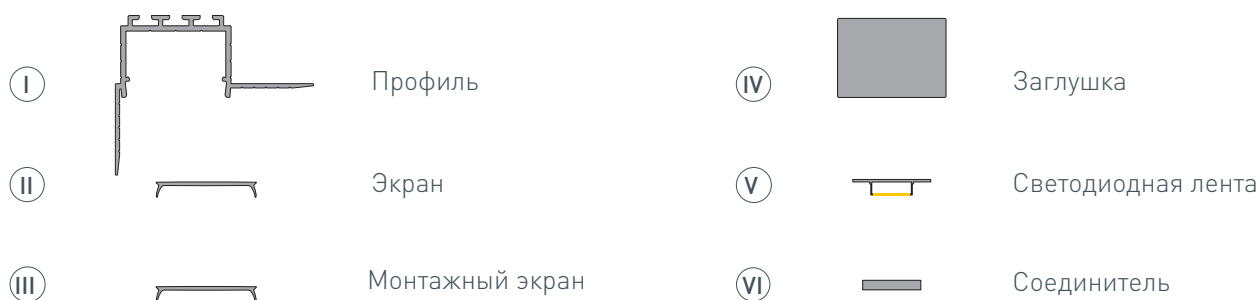 I Профиль
II Экран
III Монтажный экран
IV Заглушка
V Светодиодная лента
VI Соединитель